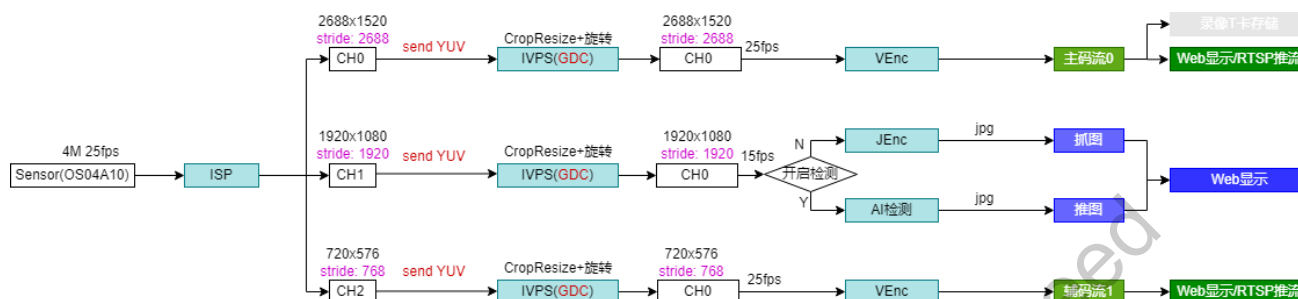 2688x1520
stride: 2688
CH0
send YUV
CropResize+旋转
IVPS(GDC)
2688x1520
stride: 2688
CH0
25fps
VEnc
主码流0
录像T卡存储
Web显示/RTSP推流
4M 25fps
Sensor(OS04A10)
ISP
1920x1080
stride: 1920
CH1
send YUV
CropResize+旋转
IVPS(GDC)
1920x1080
stride: 1920
CH0
15fps
开启检测
N
JEnc
jpg
抓图
Y
AI检测
jpg
推图
Web显示
720x576
stride: 768
CH2
send YUV
CropResize+旋转
IVPS(GDC)
720x576
stride: 768
CH0
25fps
VEnc
辅码流1
Web显示/RTSP推流